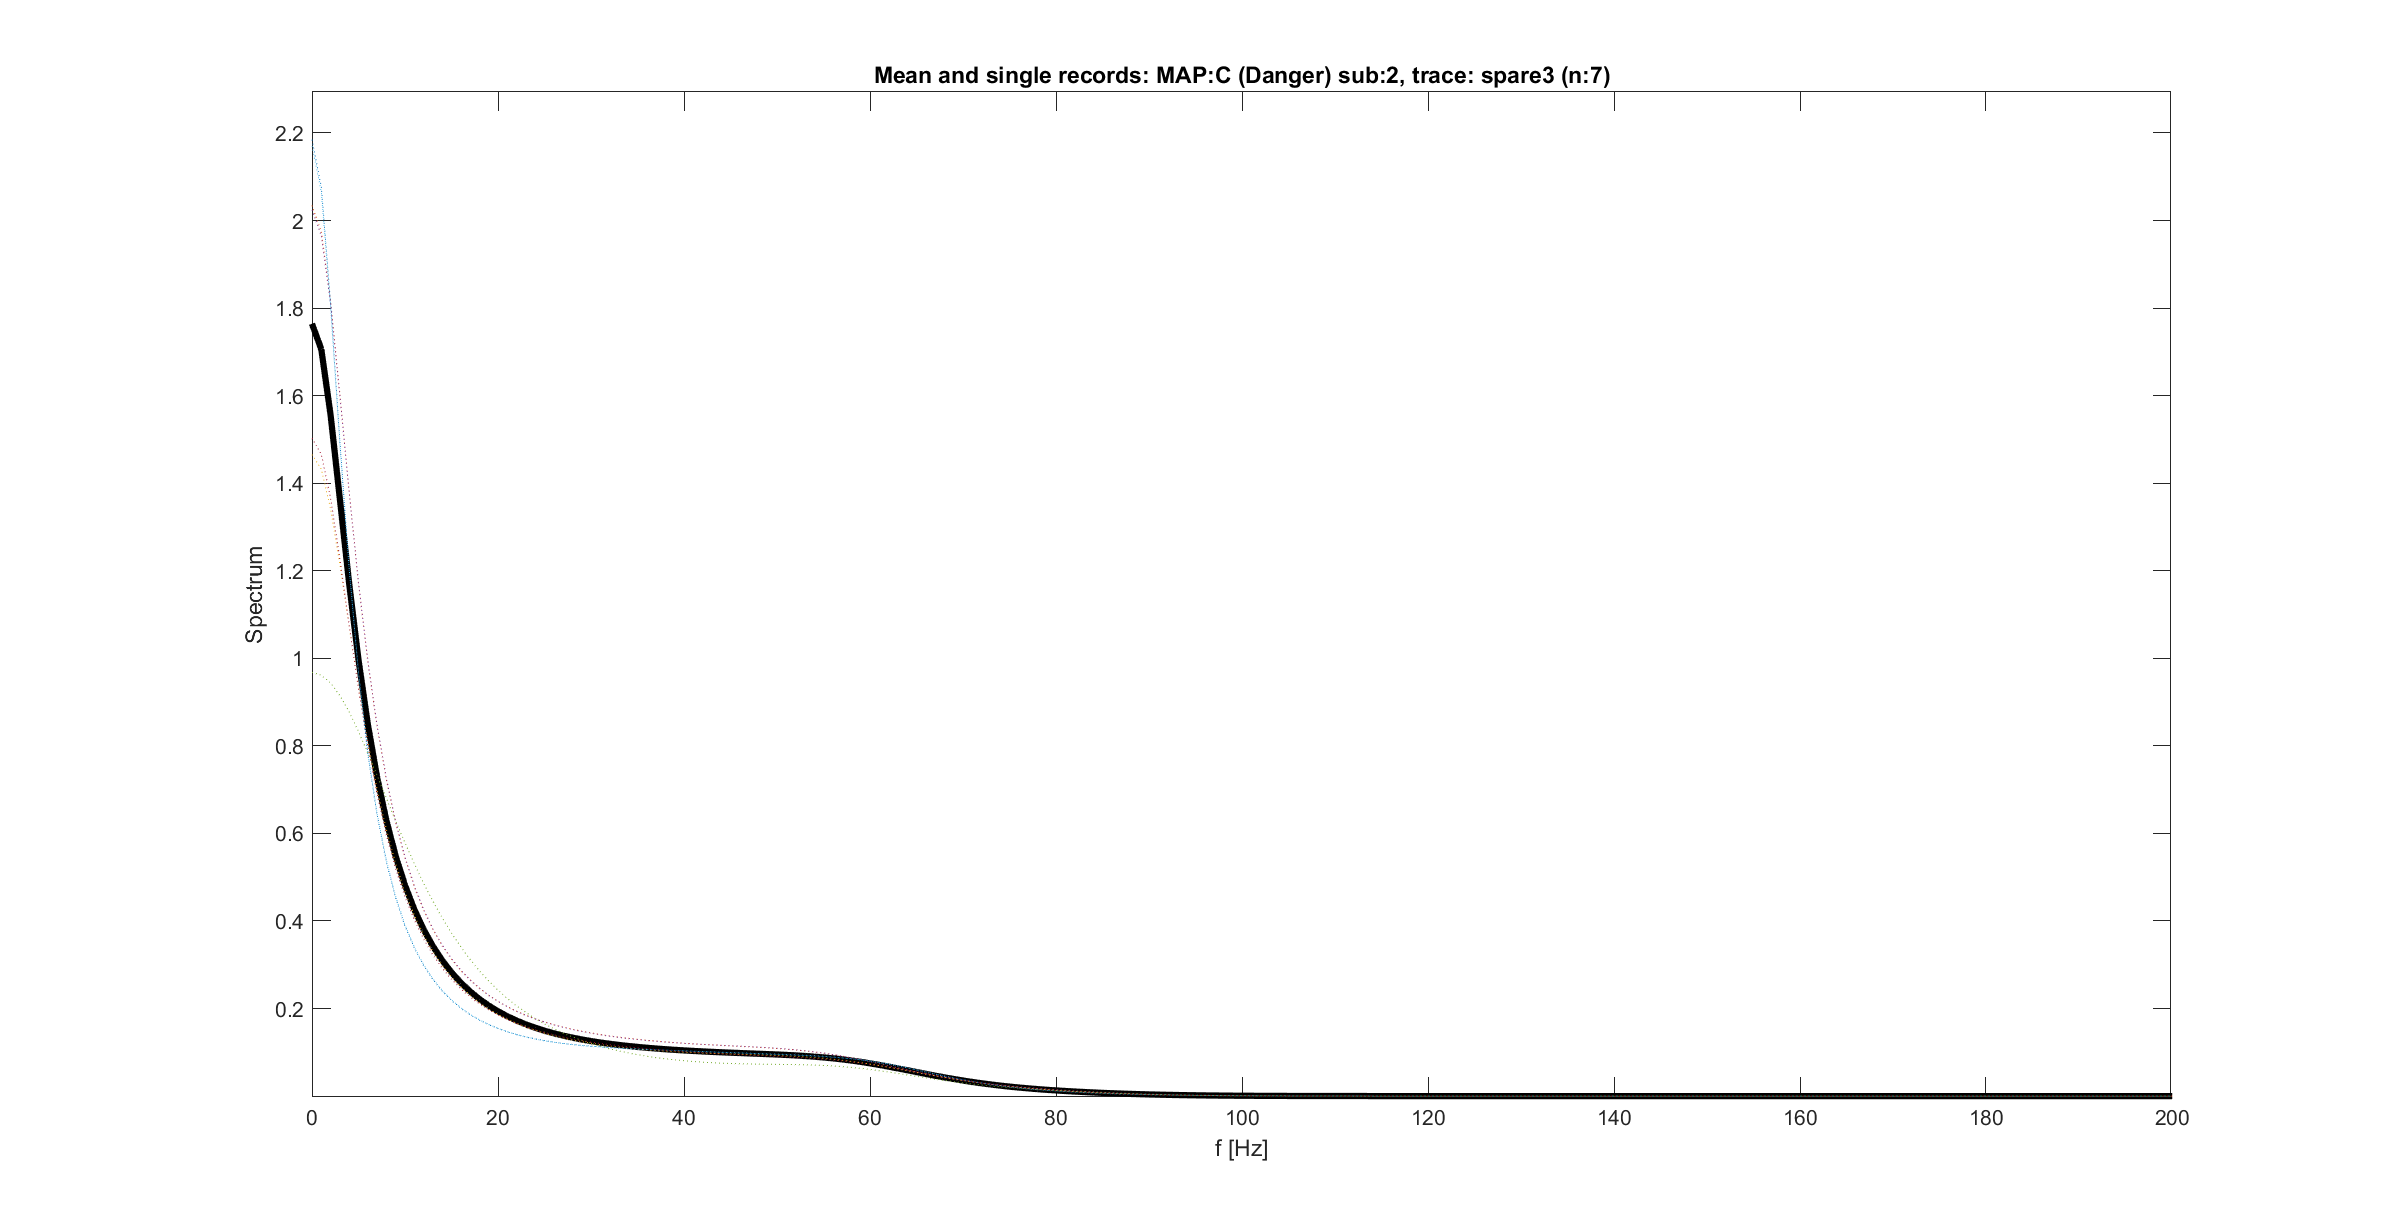 Mean and single records: MAP:C (Danger) sub:2, trace: spare3 (n:7)
2.2
2
1.8
1.6
1.4
1.2
1
0.8
0.6
0.4
0.2
Spectrum
0 20 40 60 80 100 120 140 160 180 200
f [Hz]